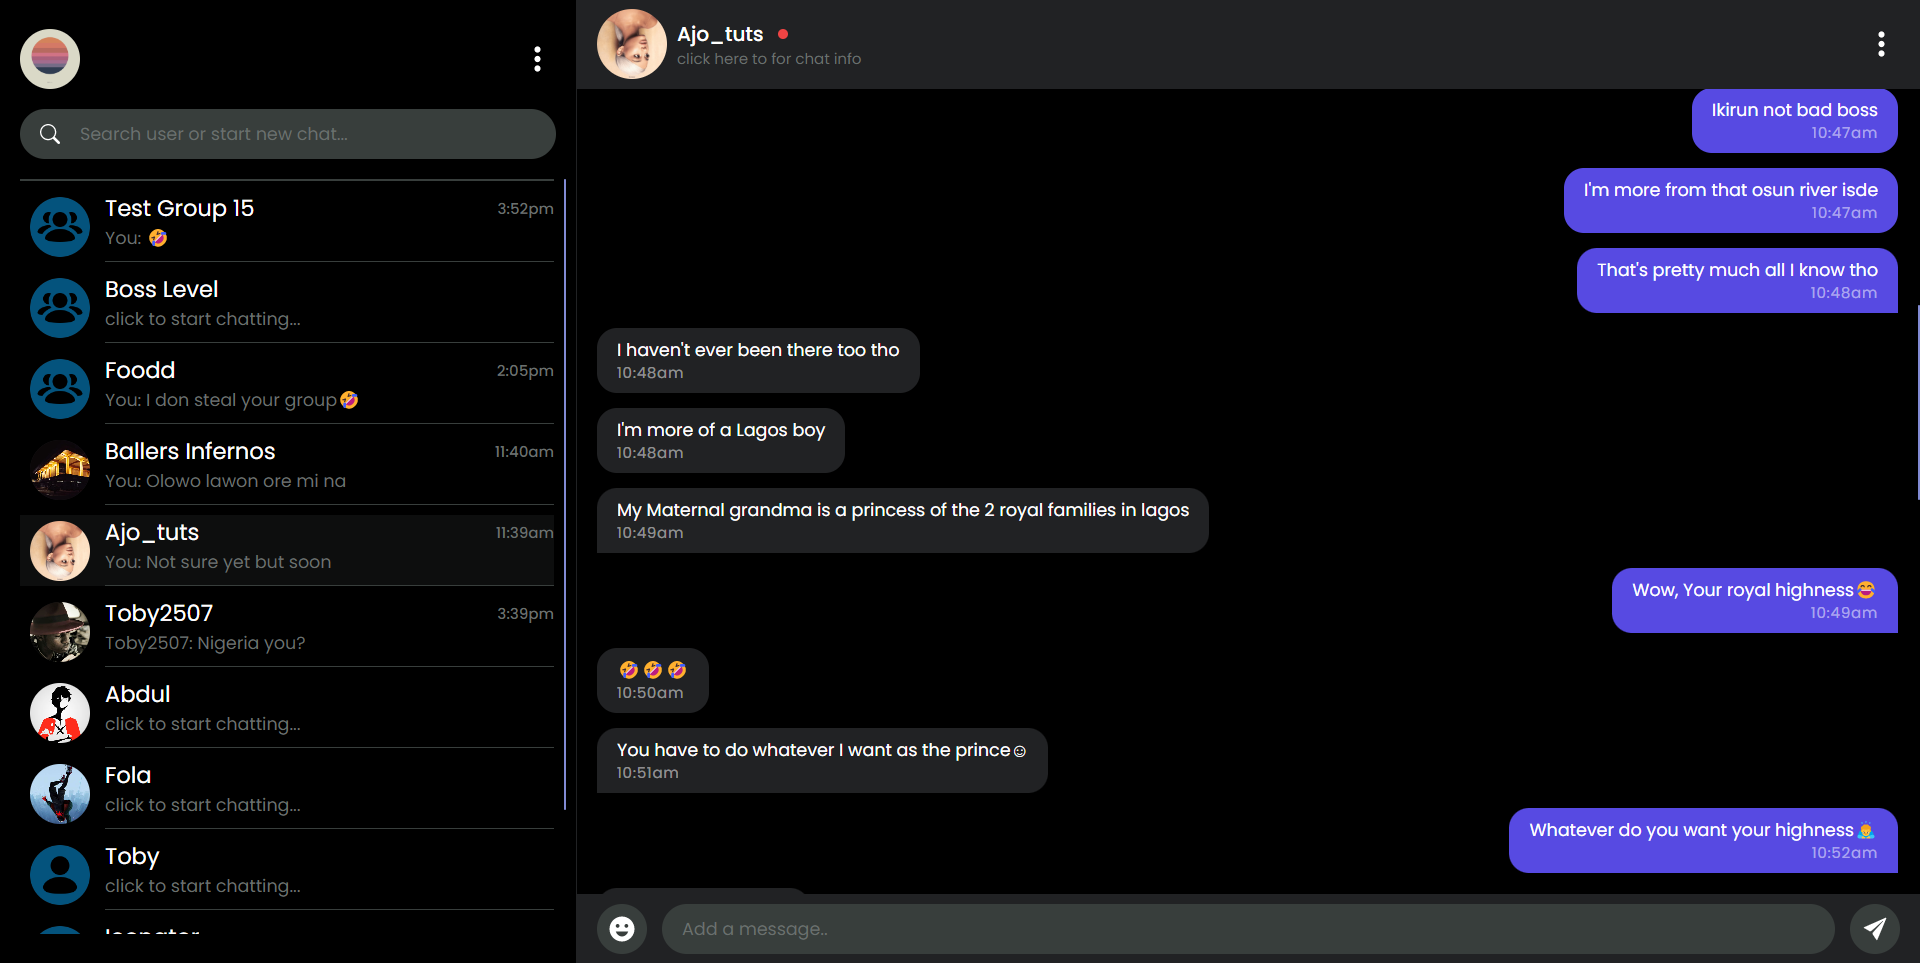 Search user or start new chat...
Test Group 15
3:52pm
You: 🤣
Boss Level
click to start chatting...
Foodd
2:05pm
You: I don steal your group🤣
Ballers Infernos
11:40am
You: Olowo lawon ore mi na
Ajo_tuts
11:39am
You: Not sure yet but soon
Toby2507
3:39pm
Toby2507: Nigeria you?
Abdul
click to start chatting...
Fola
click to start chatting...
Toby
click to start chatting...
Ajo_tuts
click here to for chat info
Ikirun not bad boss
10:47am
I'm more from that osun river isde
10:47am
That's pretty much all I know tho
10:48am
I haven't ever been there too tho
10:48am
I'm more of a Lagos boy
10:48am
My Maternal grandma is a princess of the 2 royal families in lagos
10:49am
Wow, Your royal highness😂
10:49am
🤣🤣🤣
10:50am
You have to do whatever I want as the prince☺
10:51am
Whatever do you want your highness🙇
10:52am
Add a message..